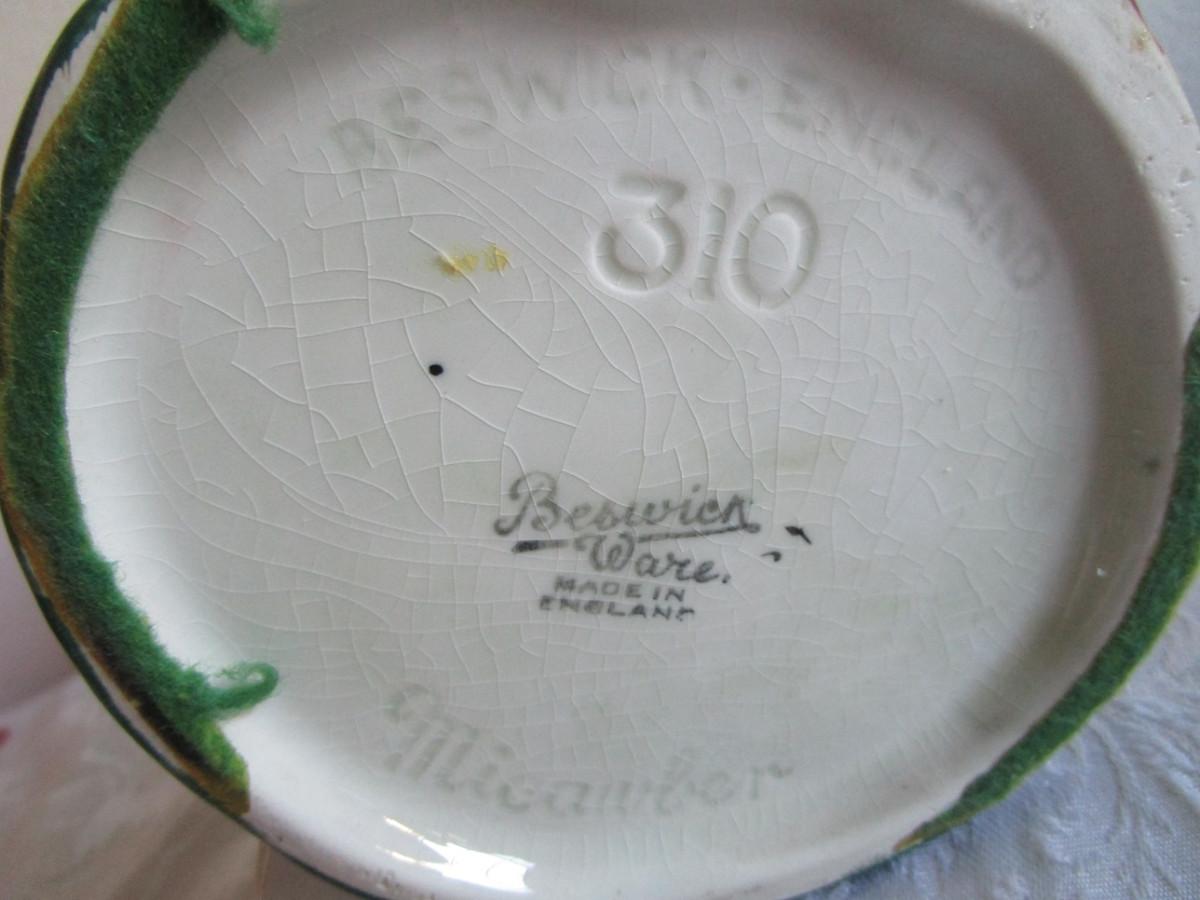 BESWICK · ENGLAND
310
Beswick
Ware.
MADE IN
ENGLAND
Micawber